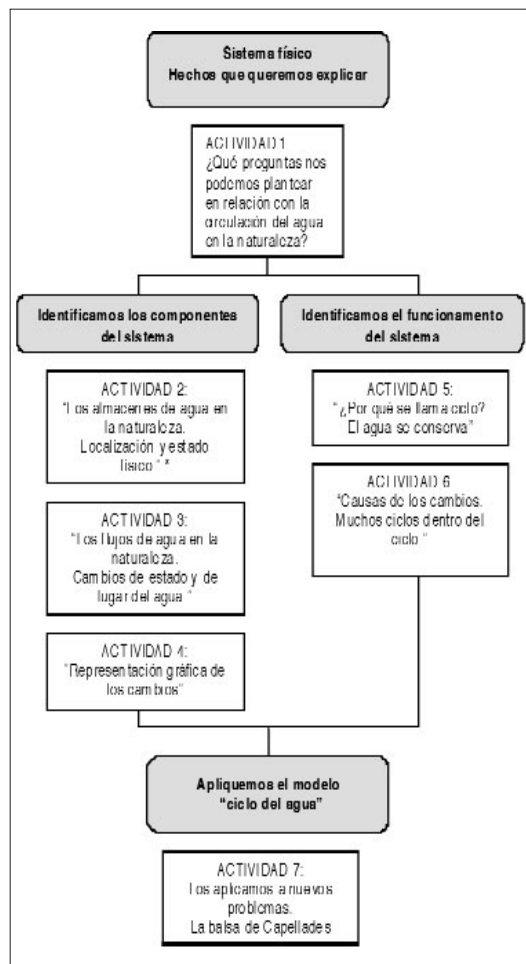 Sistema físico
Hechos que queremos explicar
ACTIVIDAD 1
¿Qué preguntas nos
podemos plantear
en relación con la
circulación del agua
en la naturaleza?
Identificamos los componentes
del sistema
ACTIVIDAD 2:
"Los almacenes de agua en
la naturaleza.
Localización y estado
físico" *
ACTIVIDAD 3:
"Los flujos de agua en la
naturaleza.
Cambios de estado y de
lugar del agua"
ACTIVIDAD 4:
"Representación gráfica de
los cambios"
Identificamos el funcionamento
del sistema
ACTIVIDAD 5:
"¿Por qué se llama ciclo?
El agua se conserva"
ACTIVIDAD 6
"Causas de los cambios.
Muchos ciclos dentro del
ciclo"
Apliquemos el modelo
"ciclo del agua"
ACTIVIDAD 7:
Los aplicamos a nuevos
problemas.
La balsa de Capellades